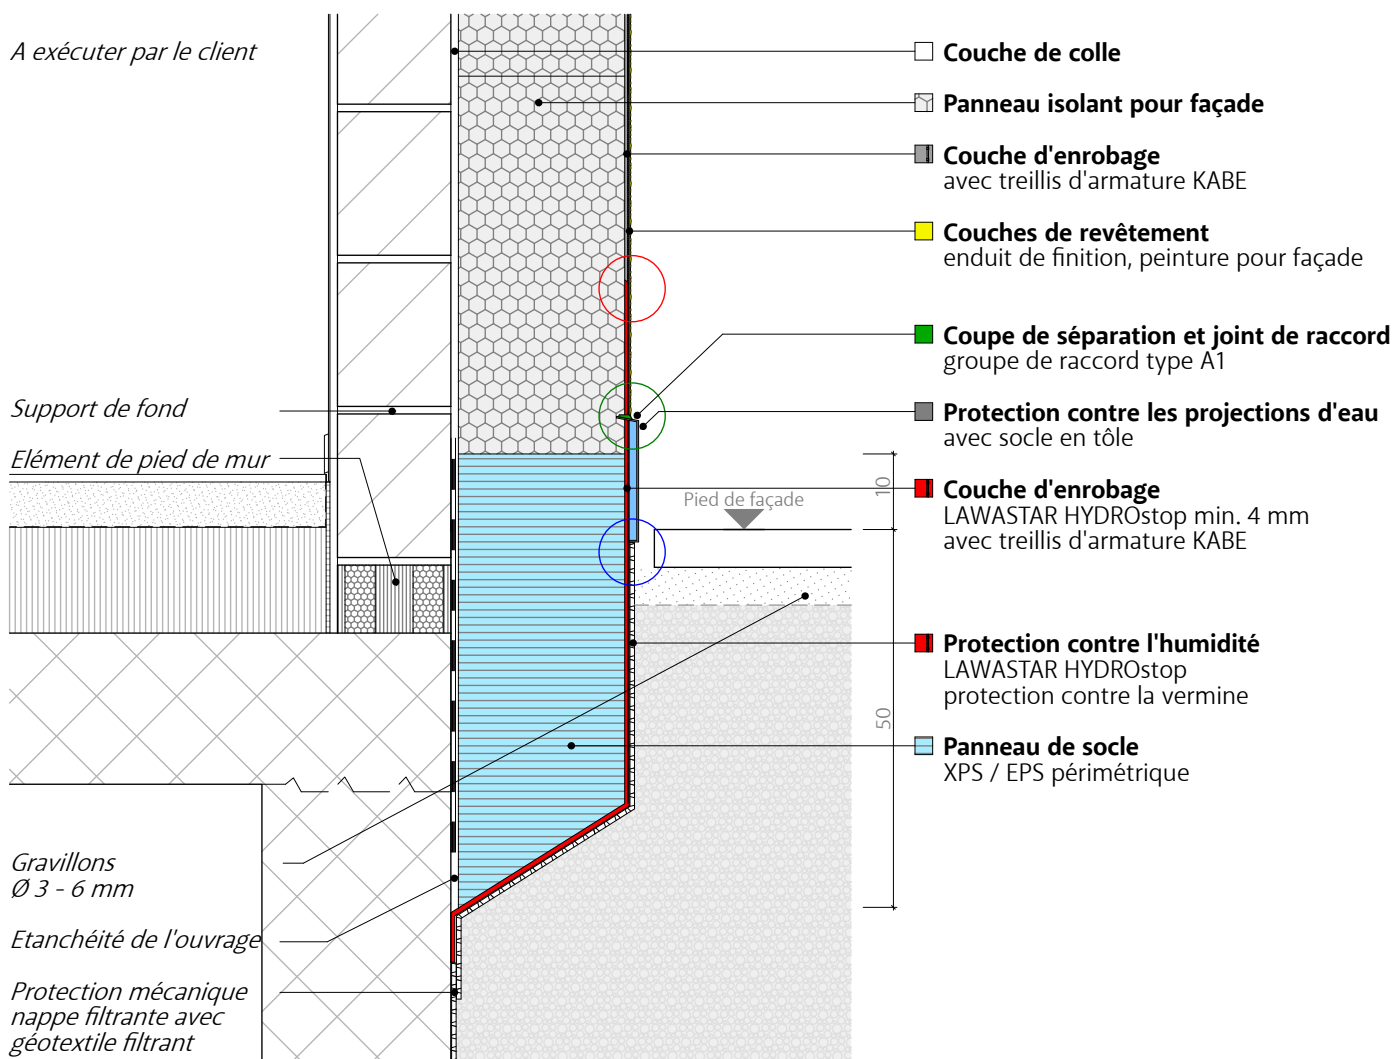 A exécuter par le client
Support de fond
Elément de pied de mur
Gravillons
Ø 3 - 6 mm
Etanchéité de l'ouvrage
Protection mécanique
nappe filtrante avec
géotextile filtrant
Pied de façade
10
50
Couche de colle
Panneau isolant pour façade
Couche d'enrobage
avec treillis d'armature KABE
Couches de revêtement
enduit de finition, peinture pour façade
Coupe de séparation et joint de raccord
groupe de raccord type A1
Protection contre les projections d'eau
avec socle en tôle
Couche d'enrobage
LAWASTAR HYDROstop min. 4 mm
avec treillis d'armature KABE
Protection contre l'humidité
LAWASTAR HYDROstop
protection contre la vermine
Panneau de socle
XPS / EPS périmétrique